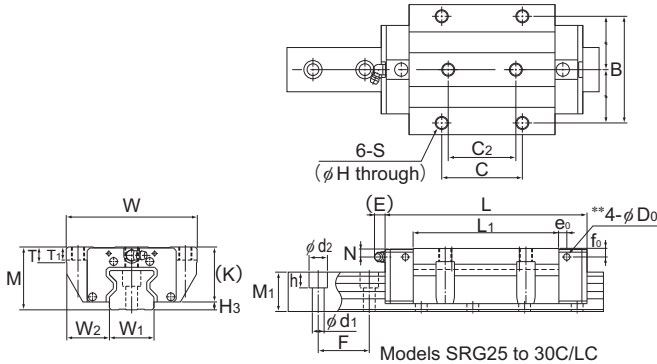 B
6-S
(φH through)
C2
C
(E)
L
**4-φD0
L1
e0
f0
N
φd2
h
M1
φd1
F
W
T
T1
(K)
M
H3
W2
W1
Models SRG25 to 30C/LC